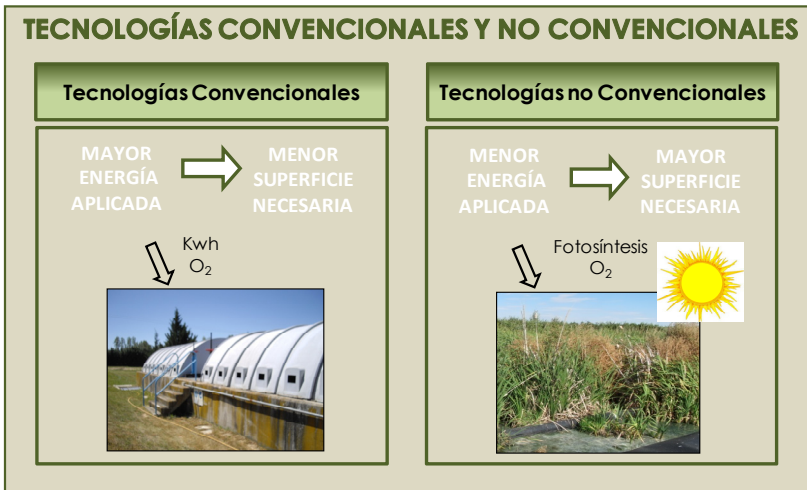 TECNOLOGÍAS CONVENCIONALES Y NO CONVENCIONALES
Tecnologías Convencionales
MAYOR
ENERGÍA
APLICADA
MENOR
SUPERFICIE
NECESARIA
Kwh
O₂
Tecnologías no Convencionales
MENOR
ENERGÍA
APLICADA
MAYOR
SUPERFICIE
NECESARIA
Fotosíntesis
O₂